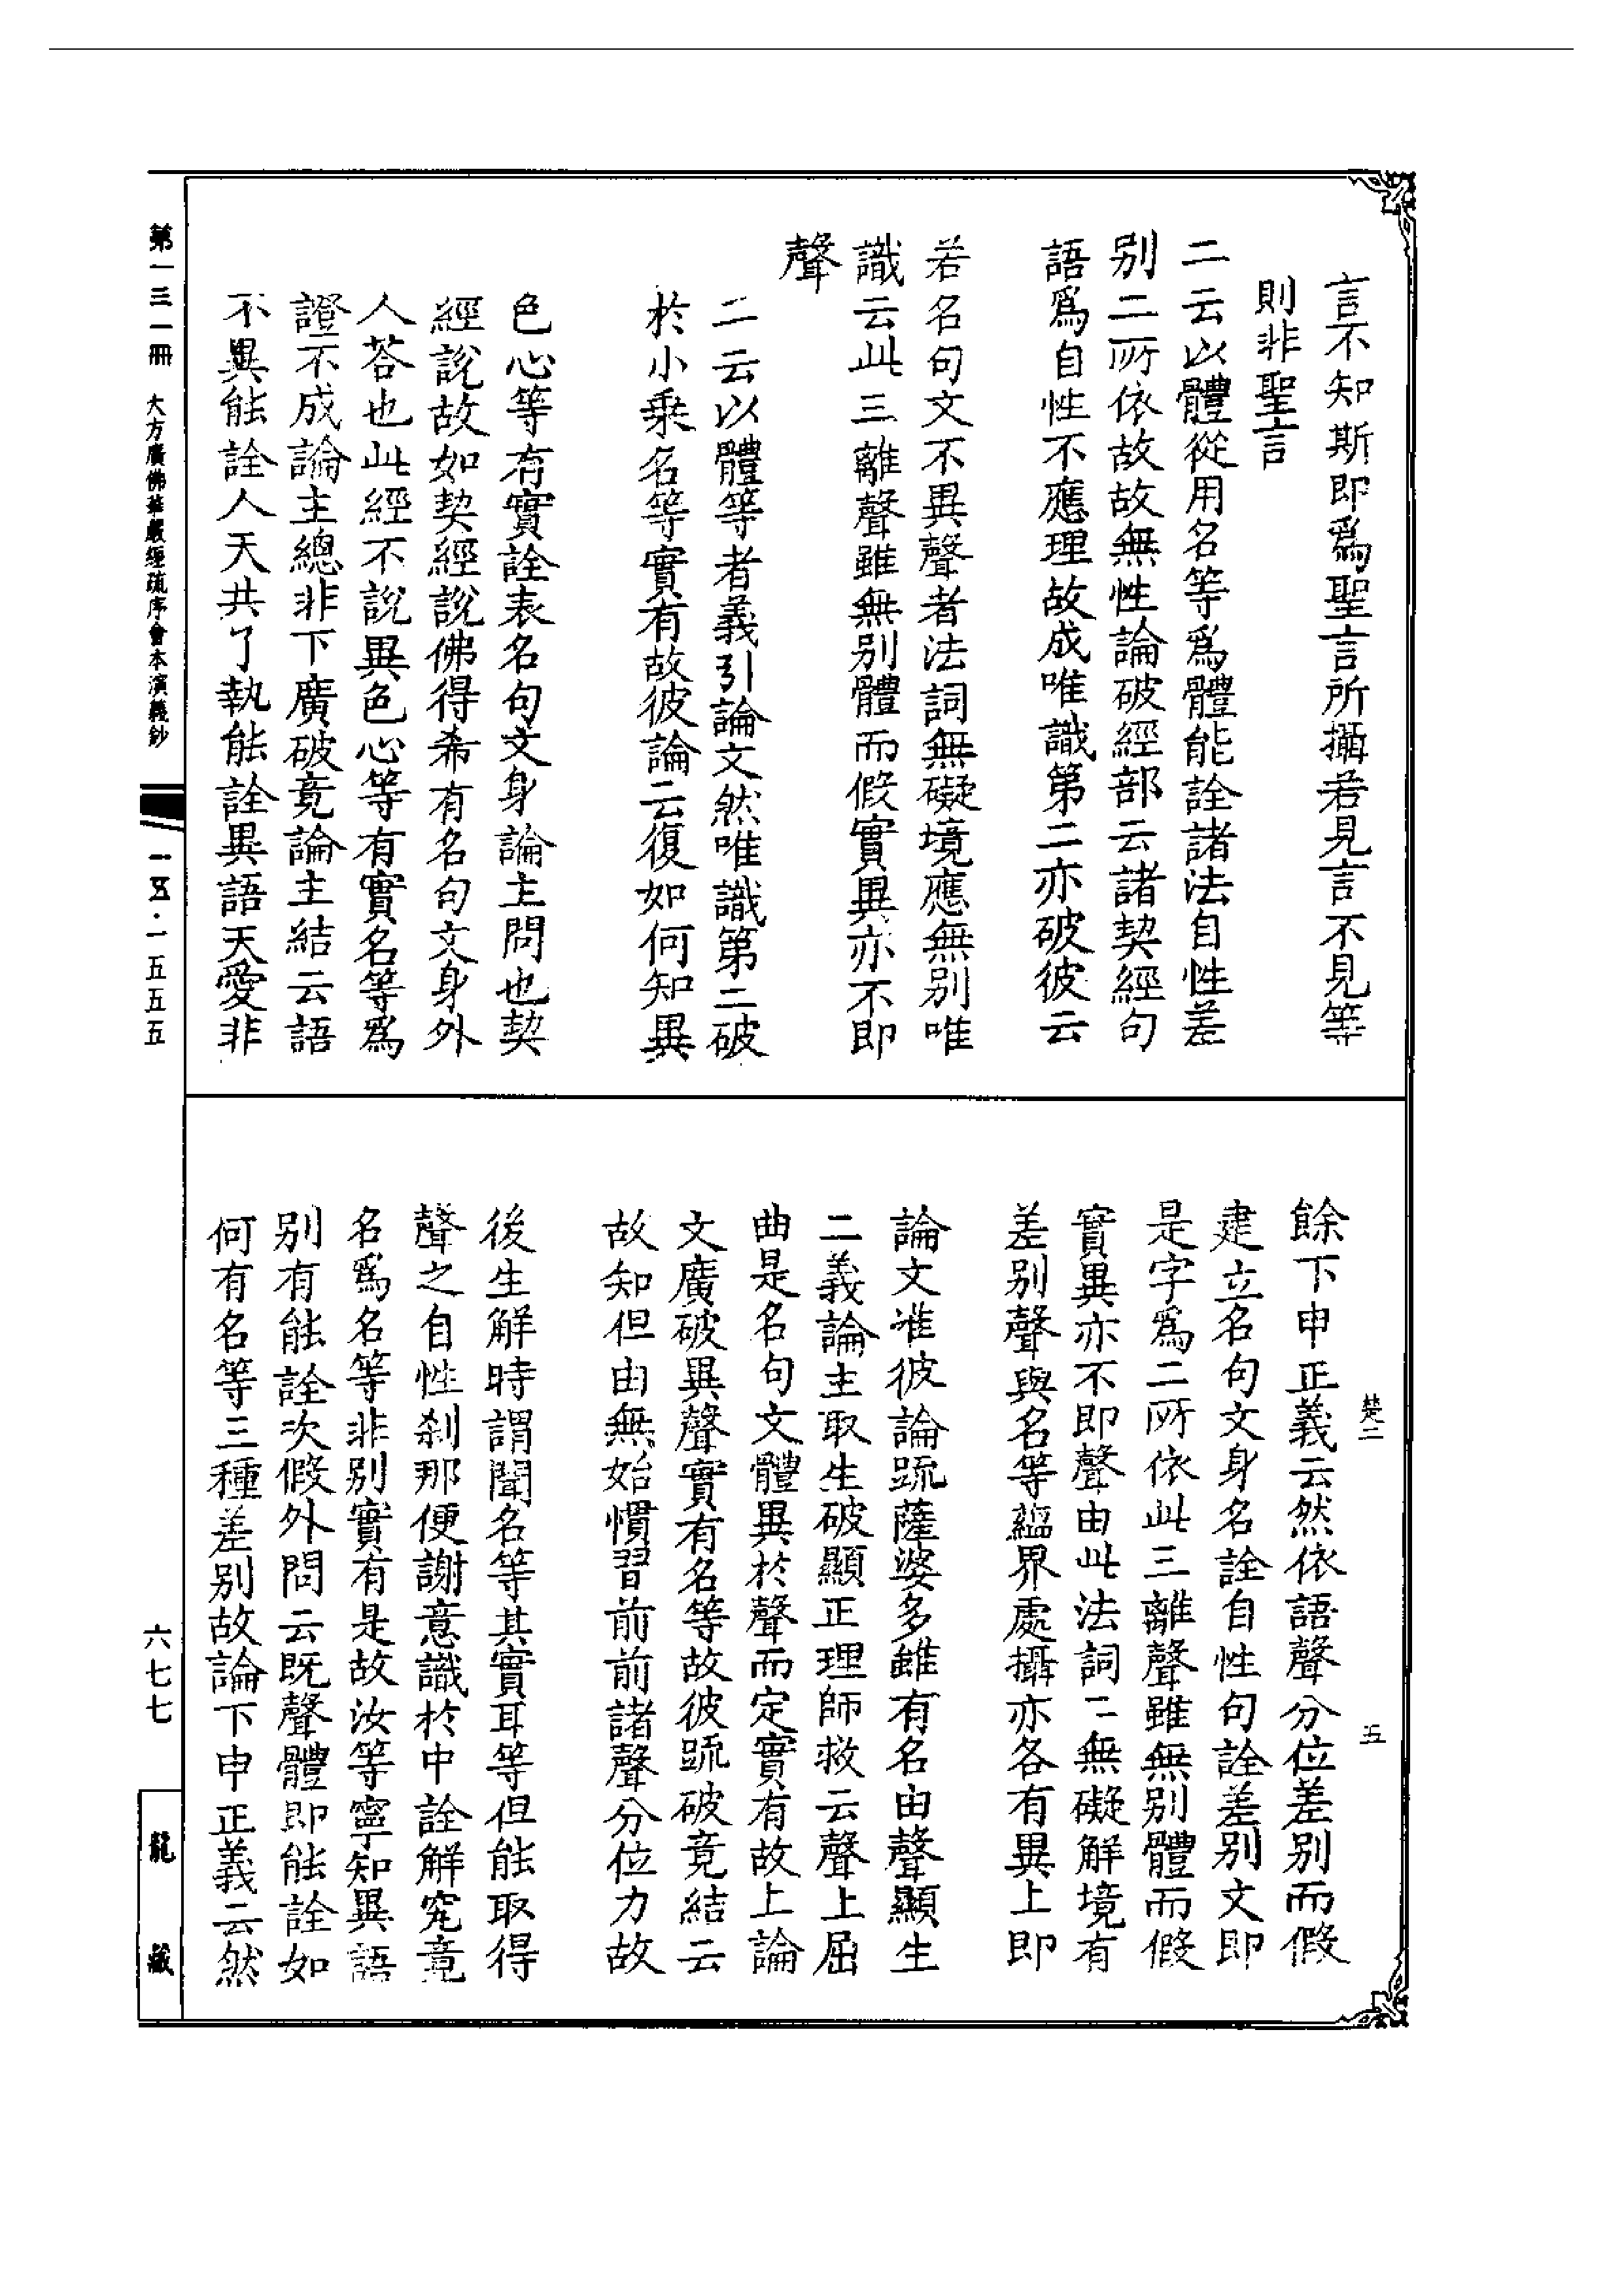 言不知斯即爲聖言所攝若見言不見等
則非聖言
二云以體從用名等爲體能詮諸法自性差
别二所依故故無性論破經部云諸契經句
語爲自性不應理故成唯識第二亦破彼云
若名句文不異聲者法詞無礙境應無别唯
識云此三離聲雖無别體而假實異亦不即
聲
二云以體等者義引論文然唯識第二破
於小乗名等實有故彼論云復如何知異
色心等有實詮表名句文身論主問也契
經說故如契經説佛得希有名句文身外
人荅也此經不説異色心等有實名等爲
證不成論主總非下廣破竟論主結云語
不異能詮人天共了執能詮異語天愛非
餘下申正義云然依語聲分位差别而假
建立名句文身名詮自性句詮差别文即
是字爲二所依此三離聲雖無别體而假
實異亦不即聲由此法詞二無礙解境有
差别聲與名等藴界處攝亦各有異上即
論文准彼論䟽薩婆多雖有名由聲顯生
二義論主取生破顯正理師救云聲上屈
曲是名句文體異於聲而定實有故上論
文廣破異聲實有名等故彼䟽破竟結云
故知但由無始慣習前前諸聲分位力故
後生解時謂聞名等其實耳等但能取得
聲之自性刹那便謝意識於中詮解究竟
名爲名等非别實有是故汝等寧知異語
别有能詮次假外問云既聲體即能詮如
何有名等三種差别故論下申正義云然
楚二
五
第一三一冊
大方廣佛華嚴經疏序會本演義鈔
一五五・一五五五
六七七
龍藏